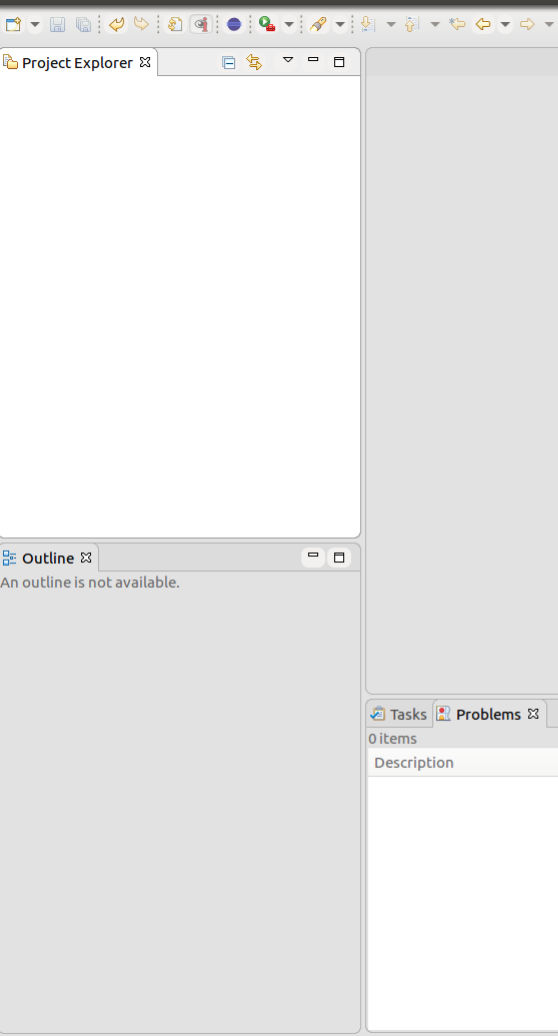 Project Explorer
Outline
An outline is not available.
Tasks
Problems
0 items
Description